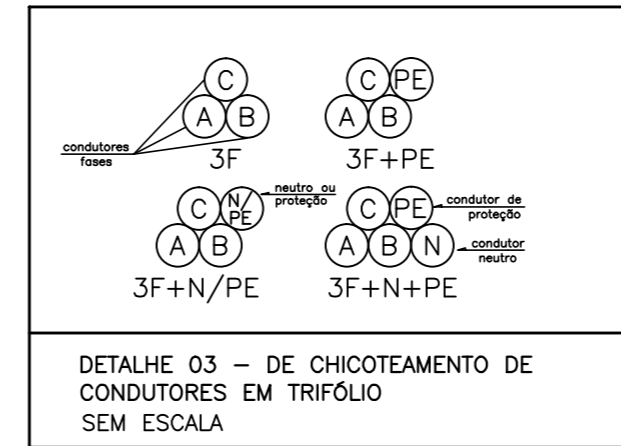 C
A B
condutores
fases
3F
C PE
A B
3F+PE
C N/
PE
neutro ou
proteção
A B
3F+N/PE
C PE
condutor de
proteção
A B N
condutor
neutro
3F+N+PE
DETALHE 03 – DE CHICOTEAMENTO DE
CONDUTORES EM TRIFÓLIO
SEM ESCALA